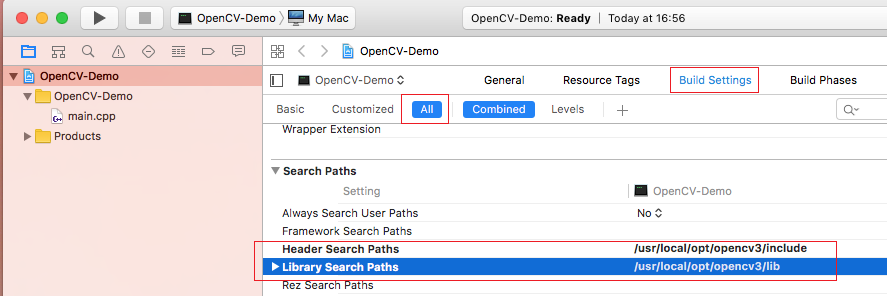 OpenCV-Demo My Mac OpenCV-Demo: Ready Today at 16:56
OpenCV-Demo
OpenCV-Demo
main.cpp
Products
OpenCV-Demo
OpenCV-Demo General Resource Tags Build Settings Build Phases
Basic Customized All Combined Levels
Wrapper Extension
Search Paths
Setting OpenCV-Demo
Always Search User Paths No
Framework Search Paths
Header Search Paths /usr/local/opt/opencv3/include
Library Search Paths /usr/local/opt/opencv3/lib
Rez Search Paths